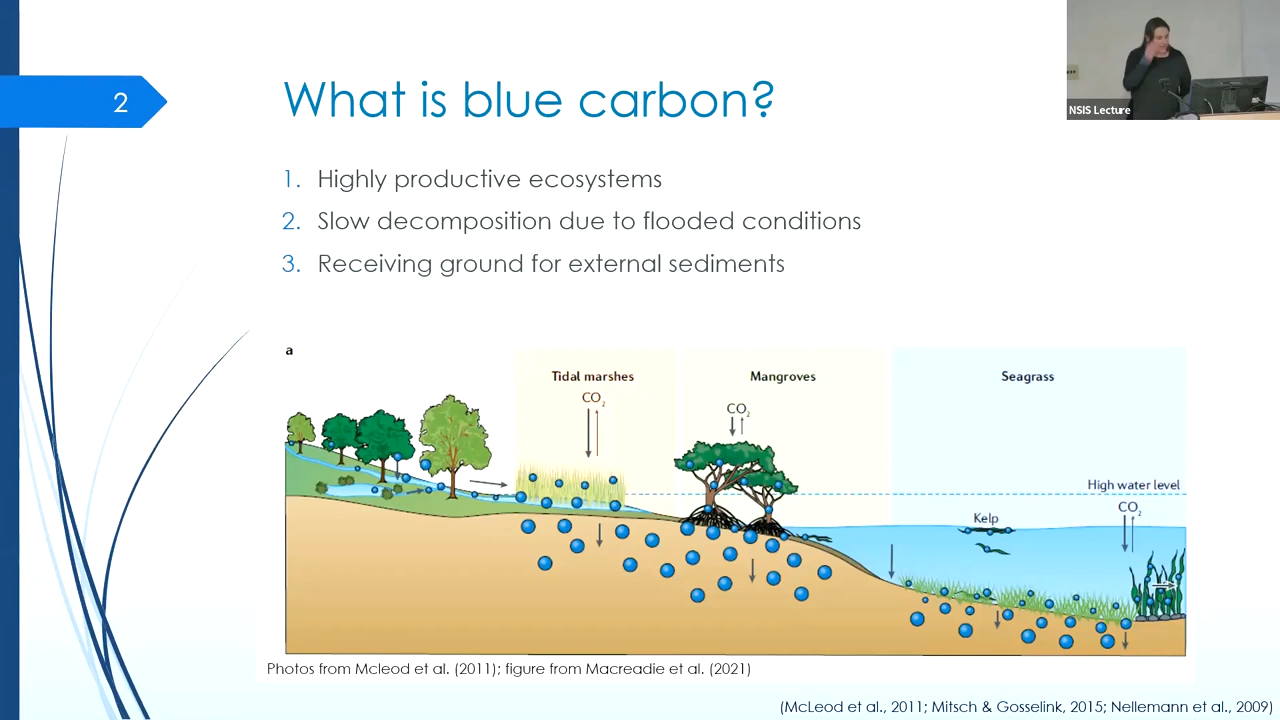 2
What is blue carbon?
NSIS Lecture
1. Highly productive ecosystems
2. Slow decomposition due to flooded conditions
3. Receiving ground for external sediments
a
Tidal marshes
Mangroves
Seagrass
CO2
CO2
High water level
CO2
Kelp
Photos from Mcleod et al. (2011); figure from Macreadie et al. (2021)
(McLeod et al., 2011; Mitsch & Gosselink, 2015; Nellemann et al., 2009)